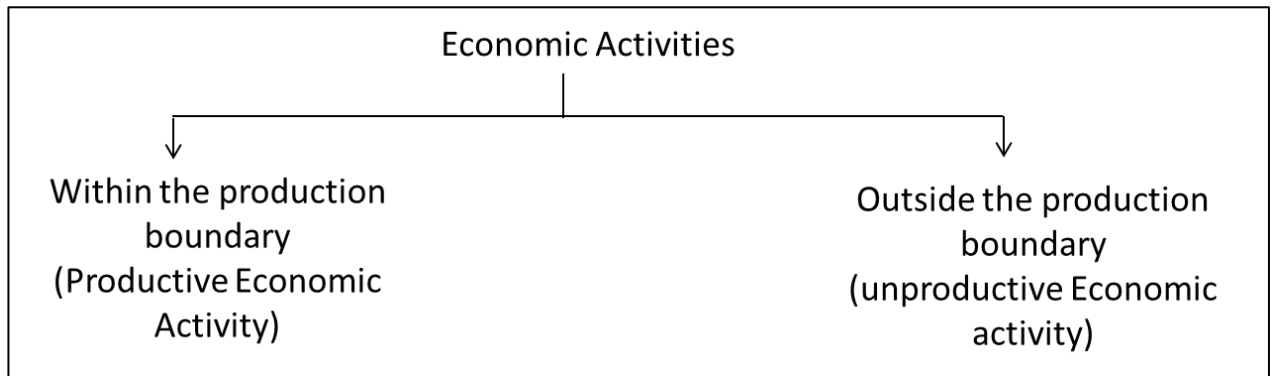 Economic Activities
Within the production
boundary
(Productive Economic
Activity)
Outside the production
boundary
(unproductive Economic
activity)